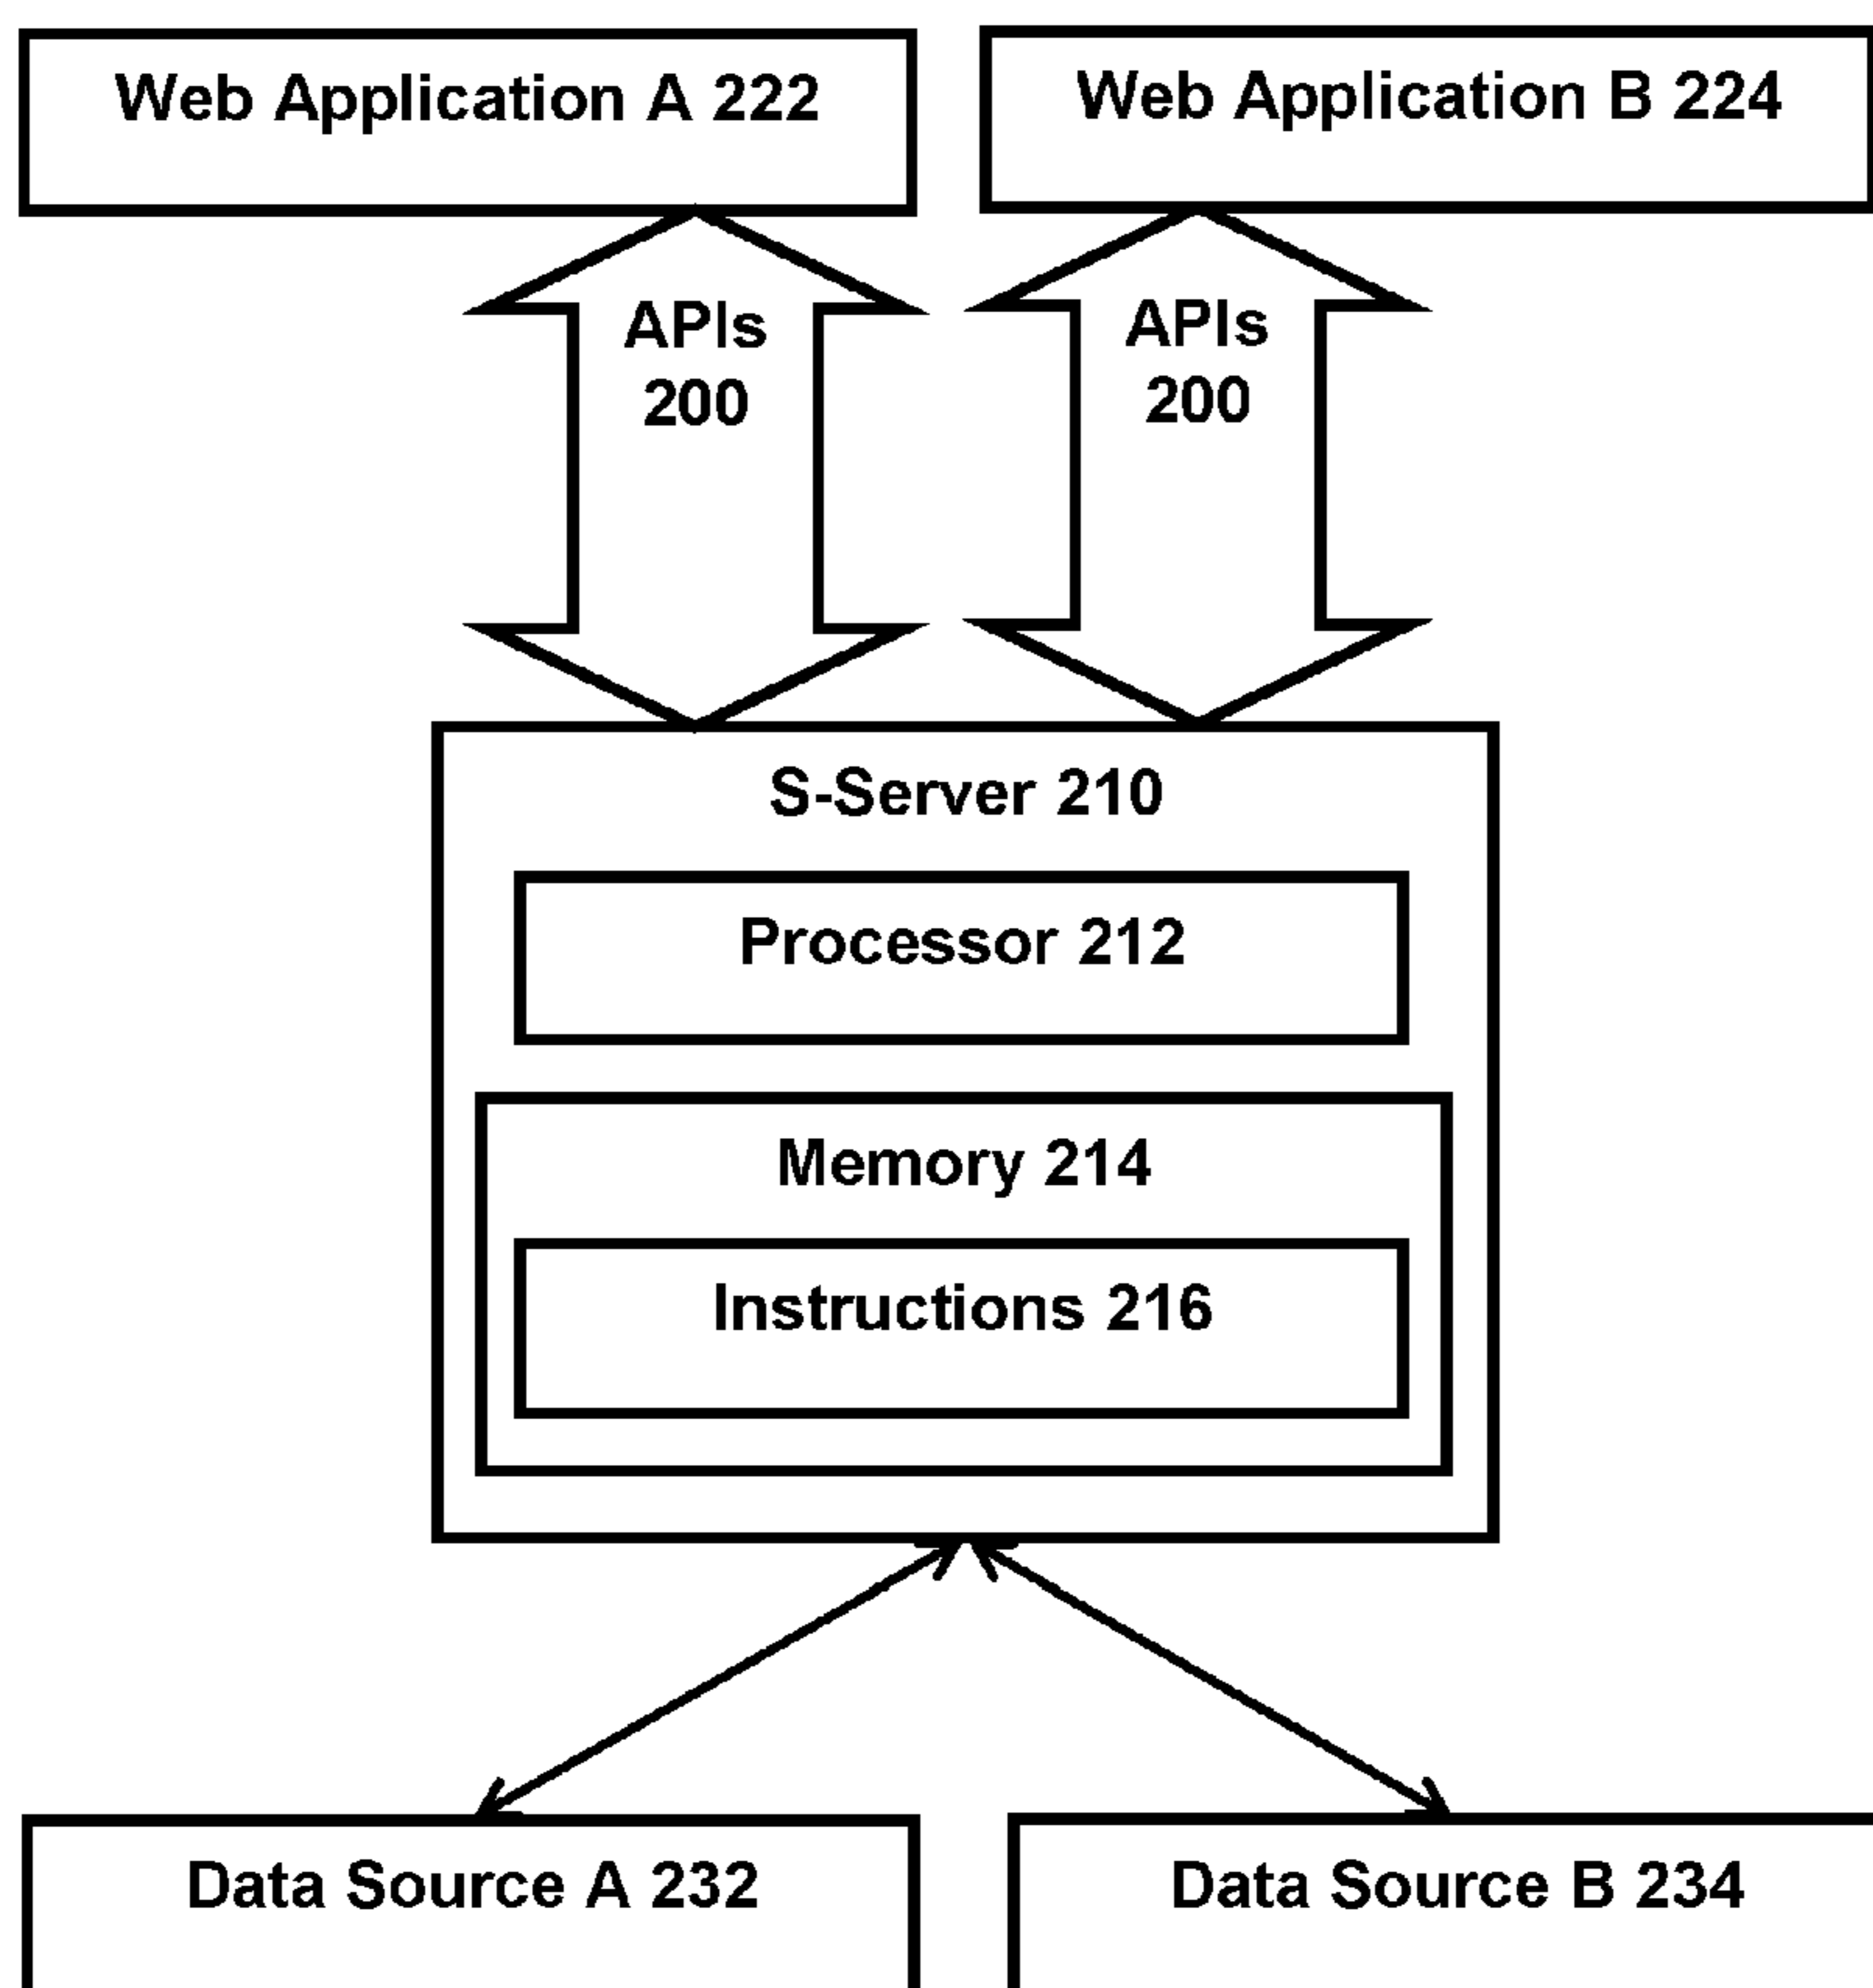 Web Application A 222
Web Application B 224
APIs
200
APIs
200
S-Server 210
Processor 212
Memory 214
Instructions 216
Data Source A 232
Data Source B 234